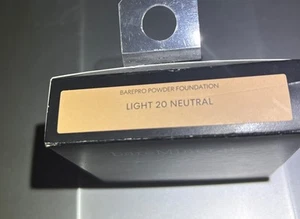 BAREPRO POWDER FOUNDATION
LIGHT 20 NEUTRAL